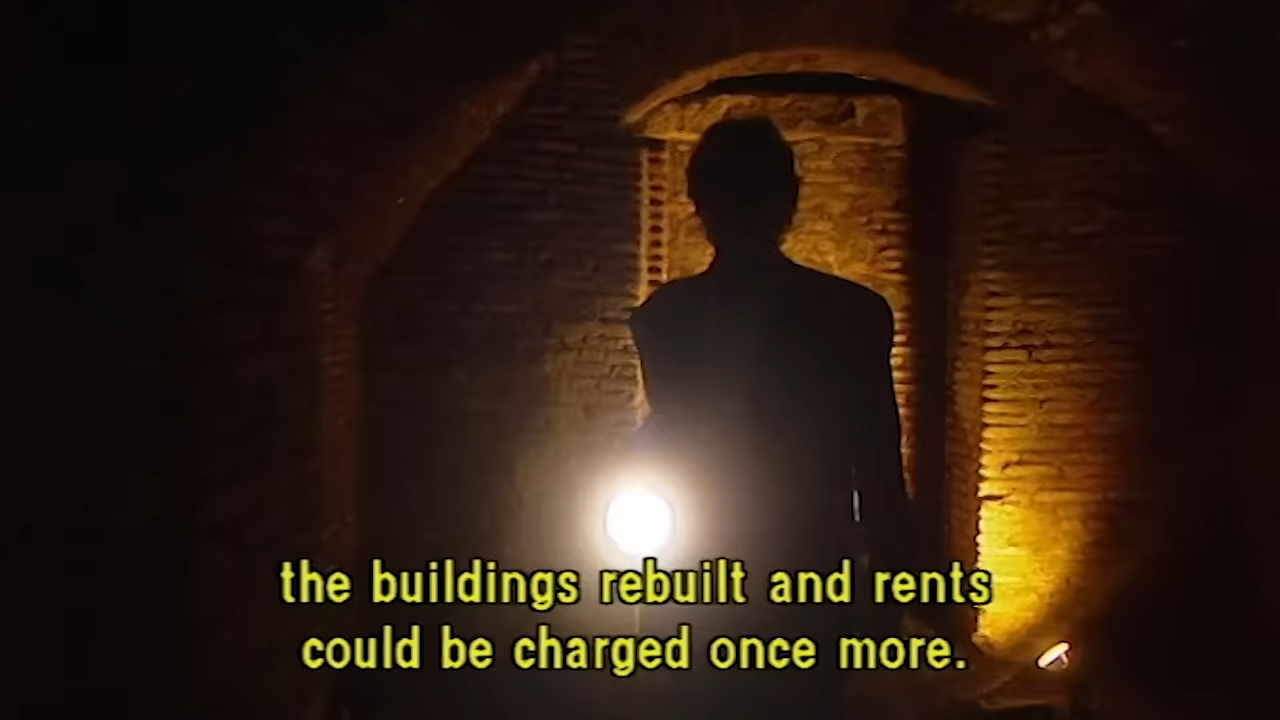 the buildings rebuilt and rents
could be charged once more.